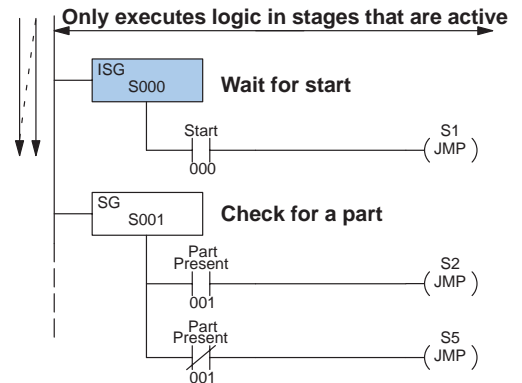 Only executes logic in stages that are active
ISG
S000
Wait for start
Start
S1
JMP
000
SG
S001
Check for a part
Part
Present
S2
JMP
001
Part
Present
S5
JMP
001